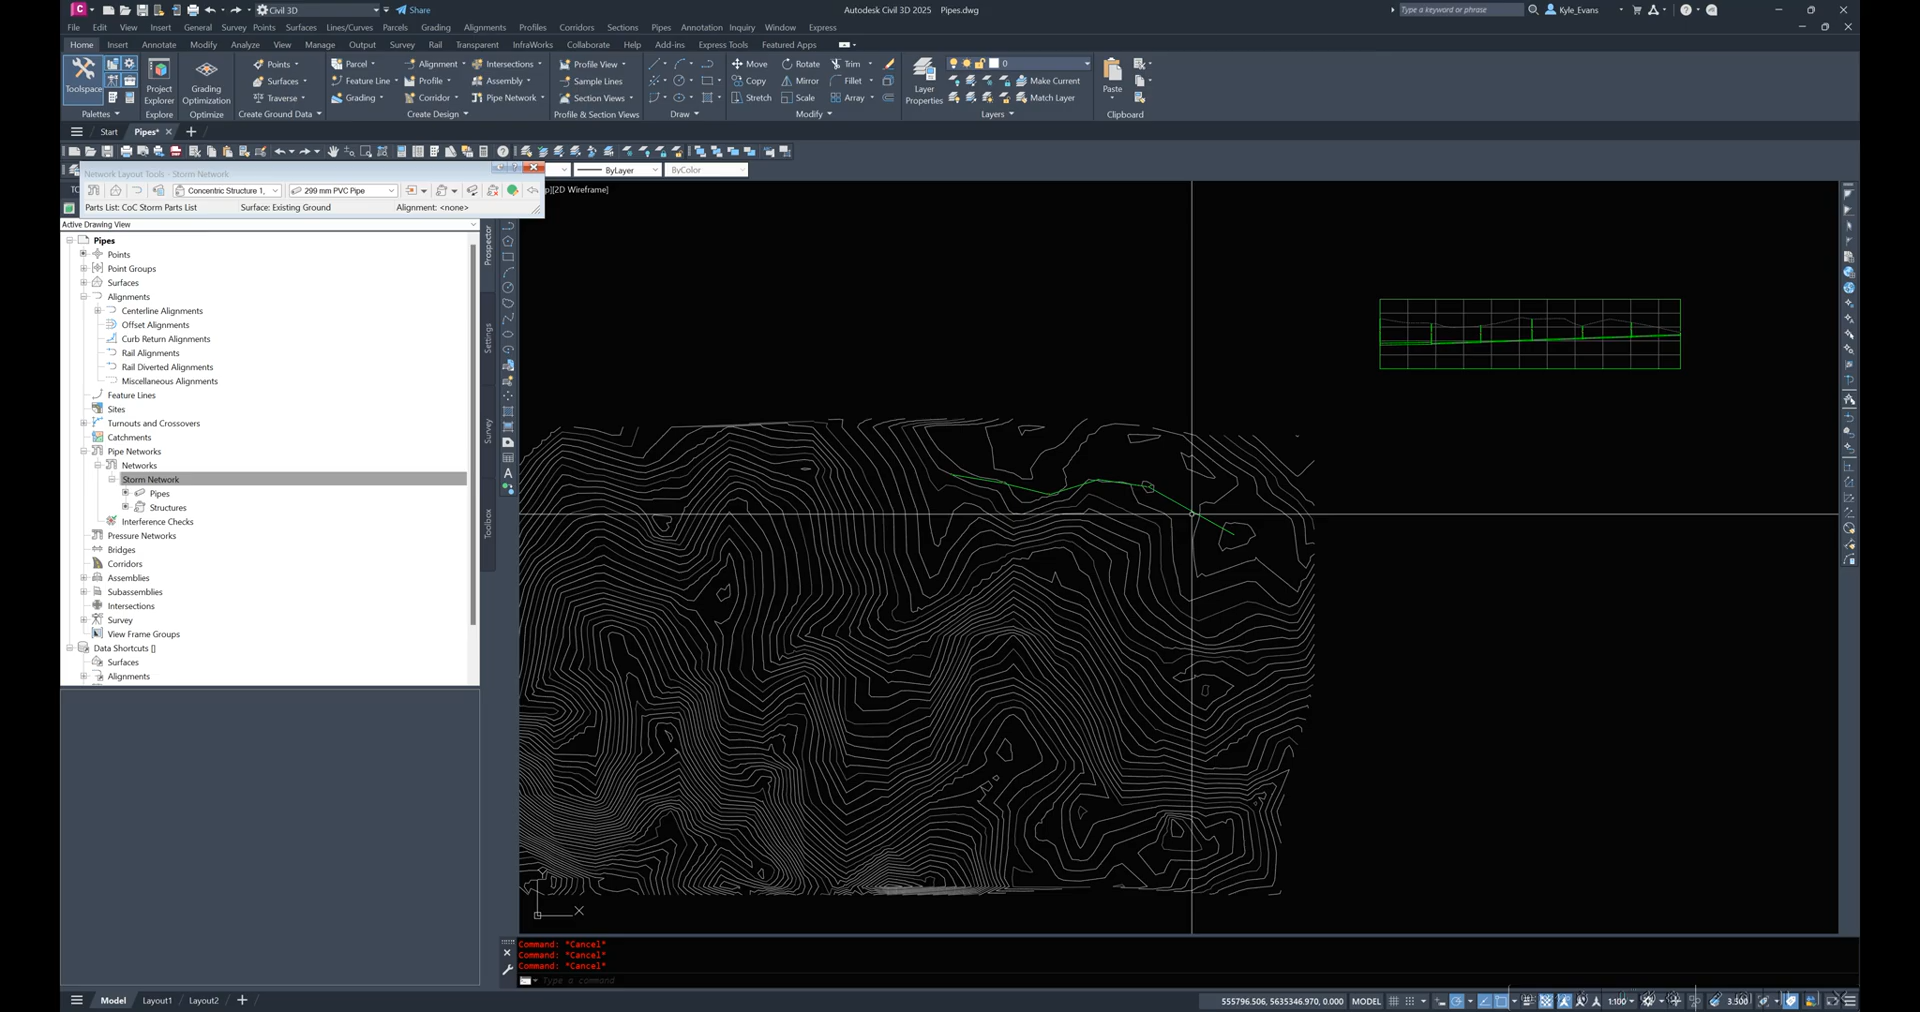 Civil 3D Share Autodesk Civil 3D 2025 Pipes.dwg Type a keyword or phrase Kyle_Evans
File Edit View Insert General Survey Points Surfaces Lines/Curves Parcels Grading Alignments Profiles Corridors Sections Pipes Annotation Inquiry Window Express
Home Insert Annotate Modify Analyze View Manage Output Survey Rail Transparent InfraWorks Collaborate Help Add-ins Express Tools Featured Apps
Points Parcel Alignment Intersections Profile View Move Rotate Trim 0
Surfaces Feature Line Profile Assembly Sample Lines Copy Mirror Fillet Make Current
Toolspace Project Explorer Grading Optimization Layer Properties Paste
Traverse Grading Corridor Pipe Network Section Views Stretch Scale Array Match Layer
Palettes Explore Optimize Create Ground Data Create Design Profile & Section Views Draw Modify Layers Clipboard
Start Pipes*
Network Layout Tools - Storm Network ByLayer ByColor
Concentric Structure 1, 299 mm PVC Pipe [2D Wireframe]
Parts List: CoC Storm Parts List Surface: Existing Ground Alignment: <none>
Active Drawing View
Pipes
Points
Point Groups
Surfaces
Alignments
Centerline Alignments
Offset Alignments
Curb Return Alignments
Rail Alignments
Rail Diverted Alignments
Miscellaneous Alignments
Feature Lines
Sites
Turnouts and Crossovers
Catchments
Pipe Networks
Networks
Storm Network
Pipes
Structures
Interference Checks
Pressure Networks
Bridges
Corridors
Assemblies
Subassemblies
Intersections
Survey
View Frame Groups
Data Shortcuts []
Surfaces
Alignments
Prospector
Settings
Survey
Toolbox
Y
X
Command: *Cancel*
Command: *Cancel*
Command: *Cancel*
Type a command
Model Layout1 Layout2 555796.506, 5635346.970, 0.000 MODEL 1:100 3.500